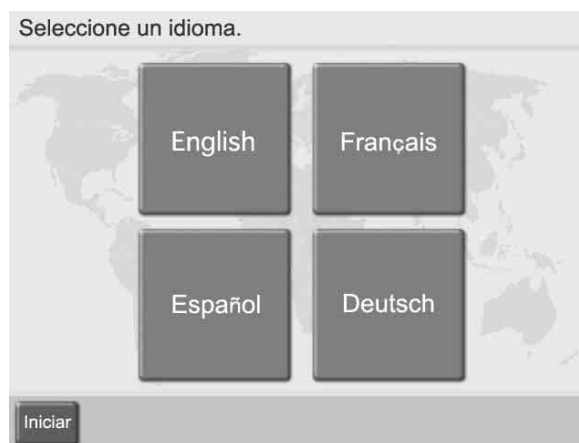 Seleccione un idioma.
English
Français
Español
Deutsch
Iniciar